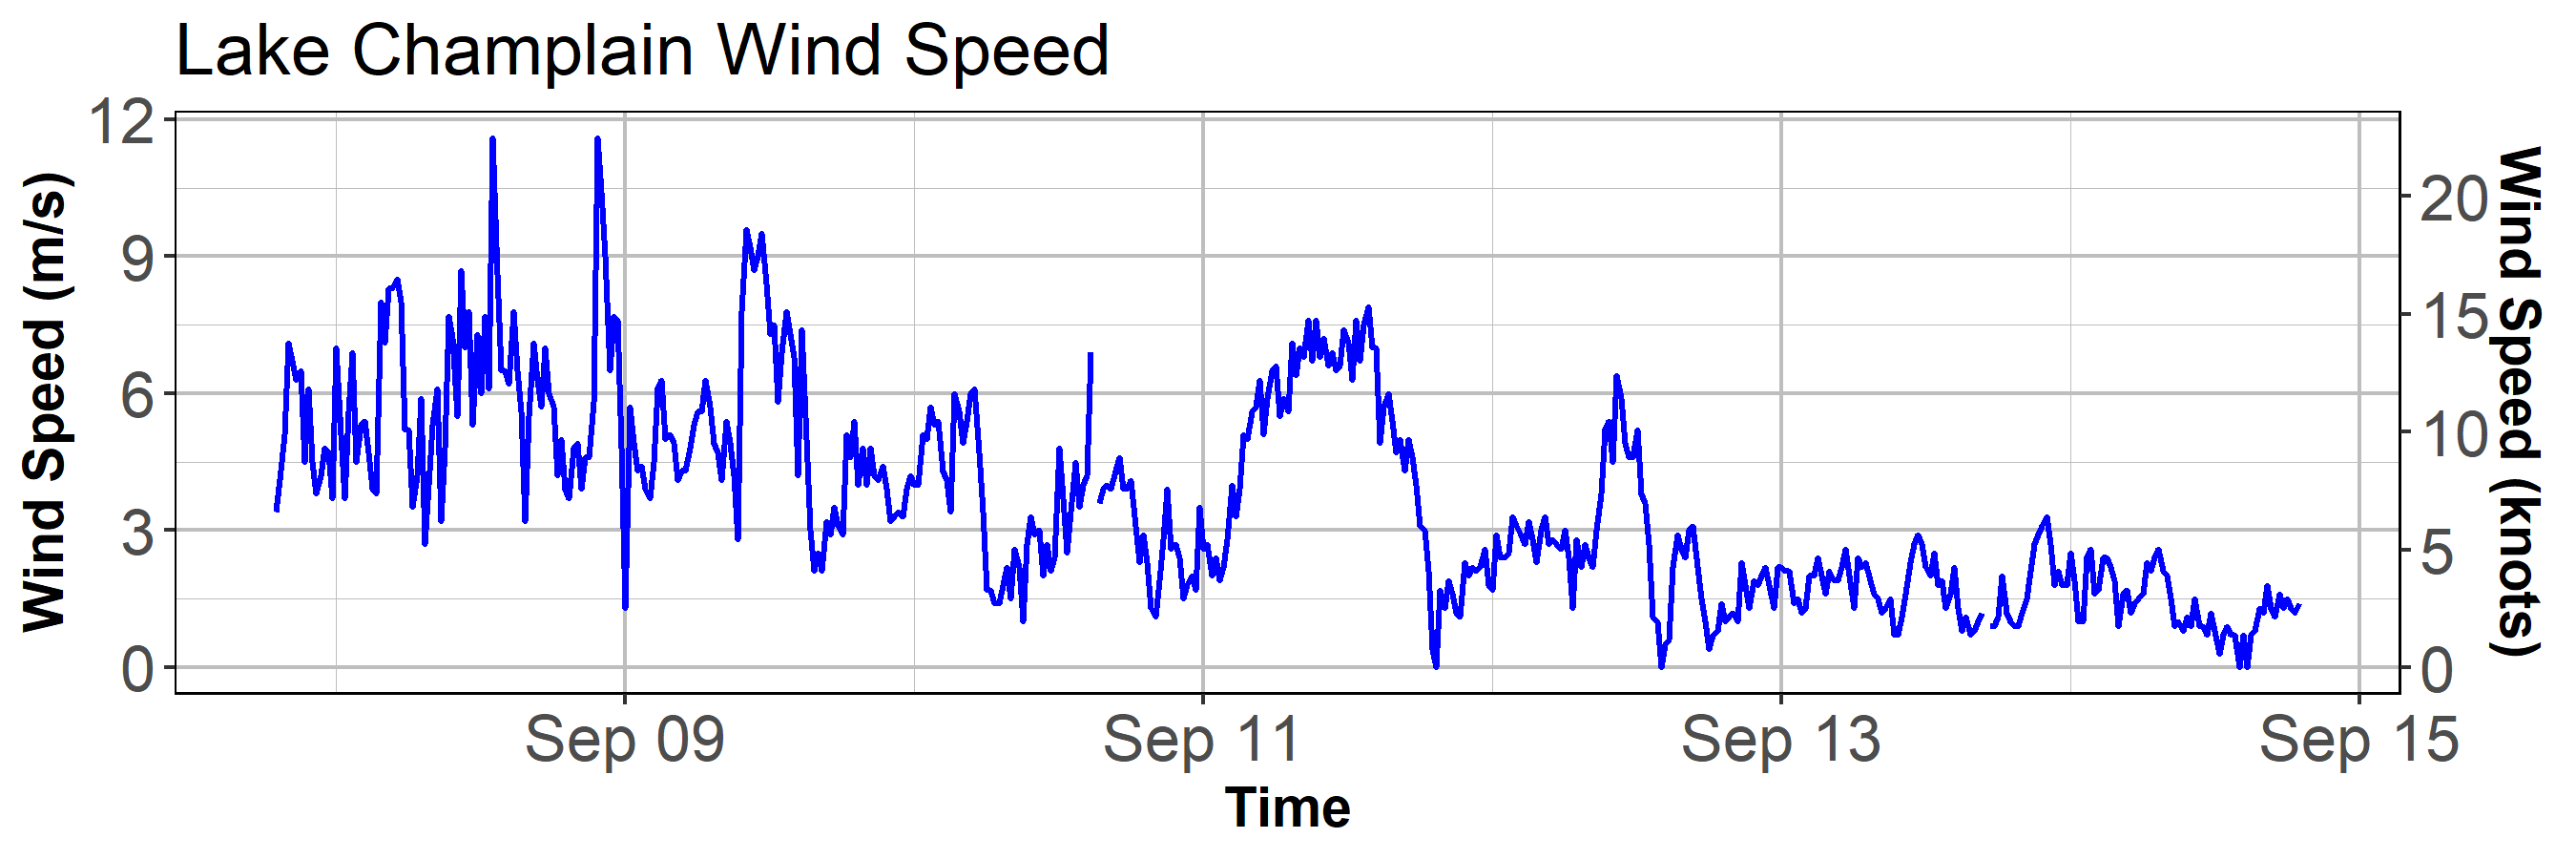 Lake Champlain Wind Speed
12
9
6
3
0
Wind Speed (m/s)
20
15
10
5
0
Wind Speed (knots)
Sep 09
Sep 11
Sep 13
Sep 15
Time